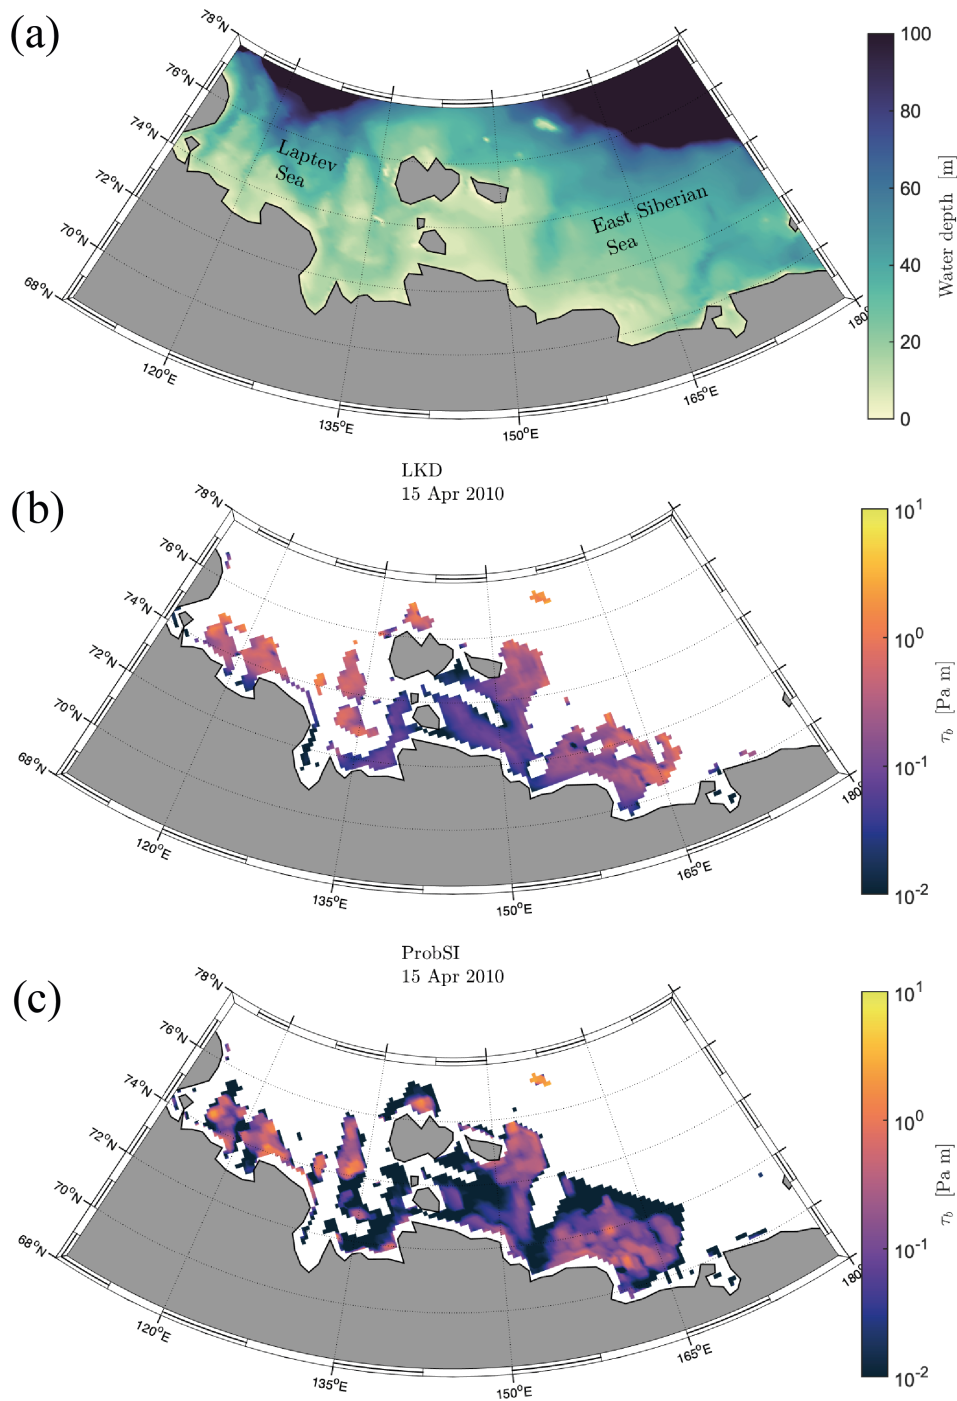 (a)
78°N
76°N
74°N
72°N
70°N
68°N
120°E
135°E
150°E
165°E
180°
Laptev
Sea
East Siberian
Sea
100
80
60
40
20
0
Water depth [m]
LKD
15 Apr 2010
(b)
78°N
76°N
74°N
72°N
70°N
68°N
120°E
135°E
150°E
165°E
180°
10¹
10⁰
10⁻¹
10⁻²
τ_b [Pa m]
ProbSI
15 Apr 2010
(c)
78°N
76°N
74°N
72°N
70°N
68°N
120°E
135°E
150°E
165°E
180°
10¹
10⁰
10⁻¹
10⁻²
τ_b [Pa m]